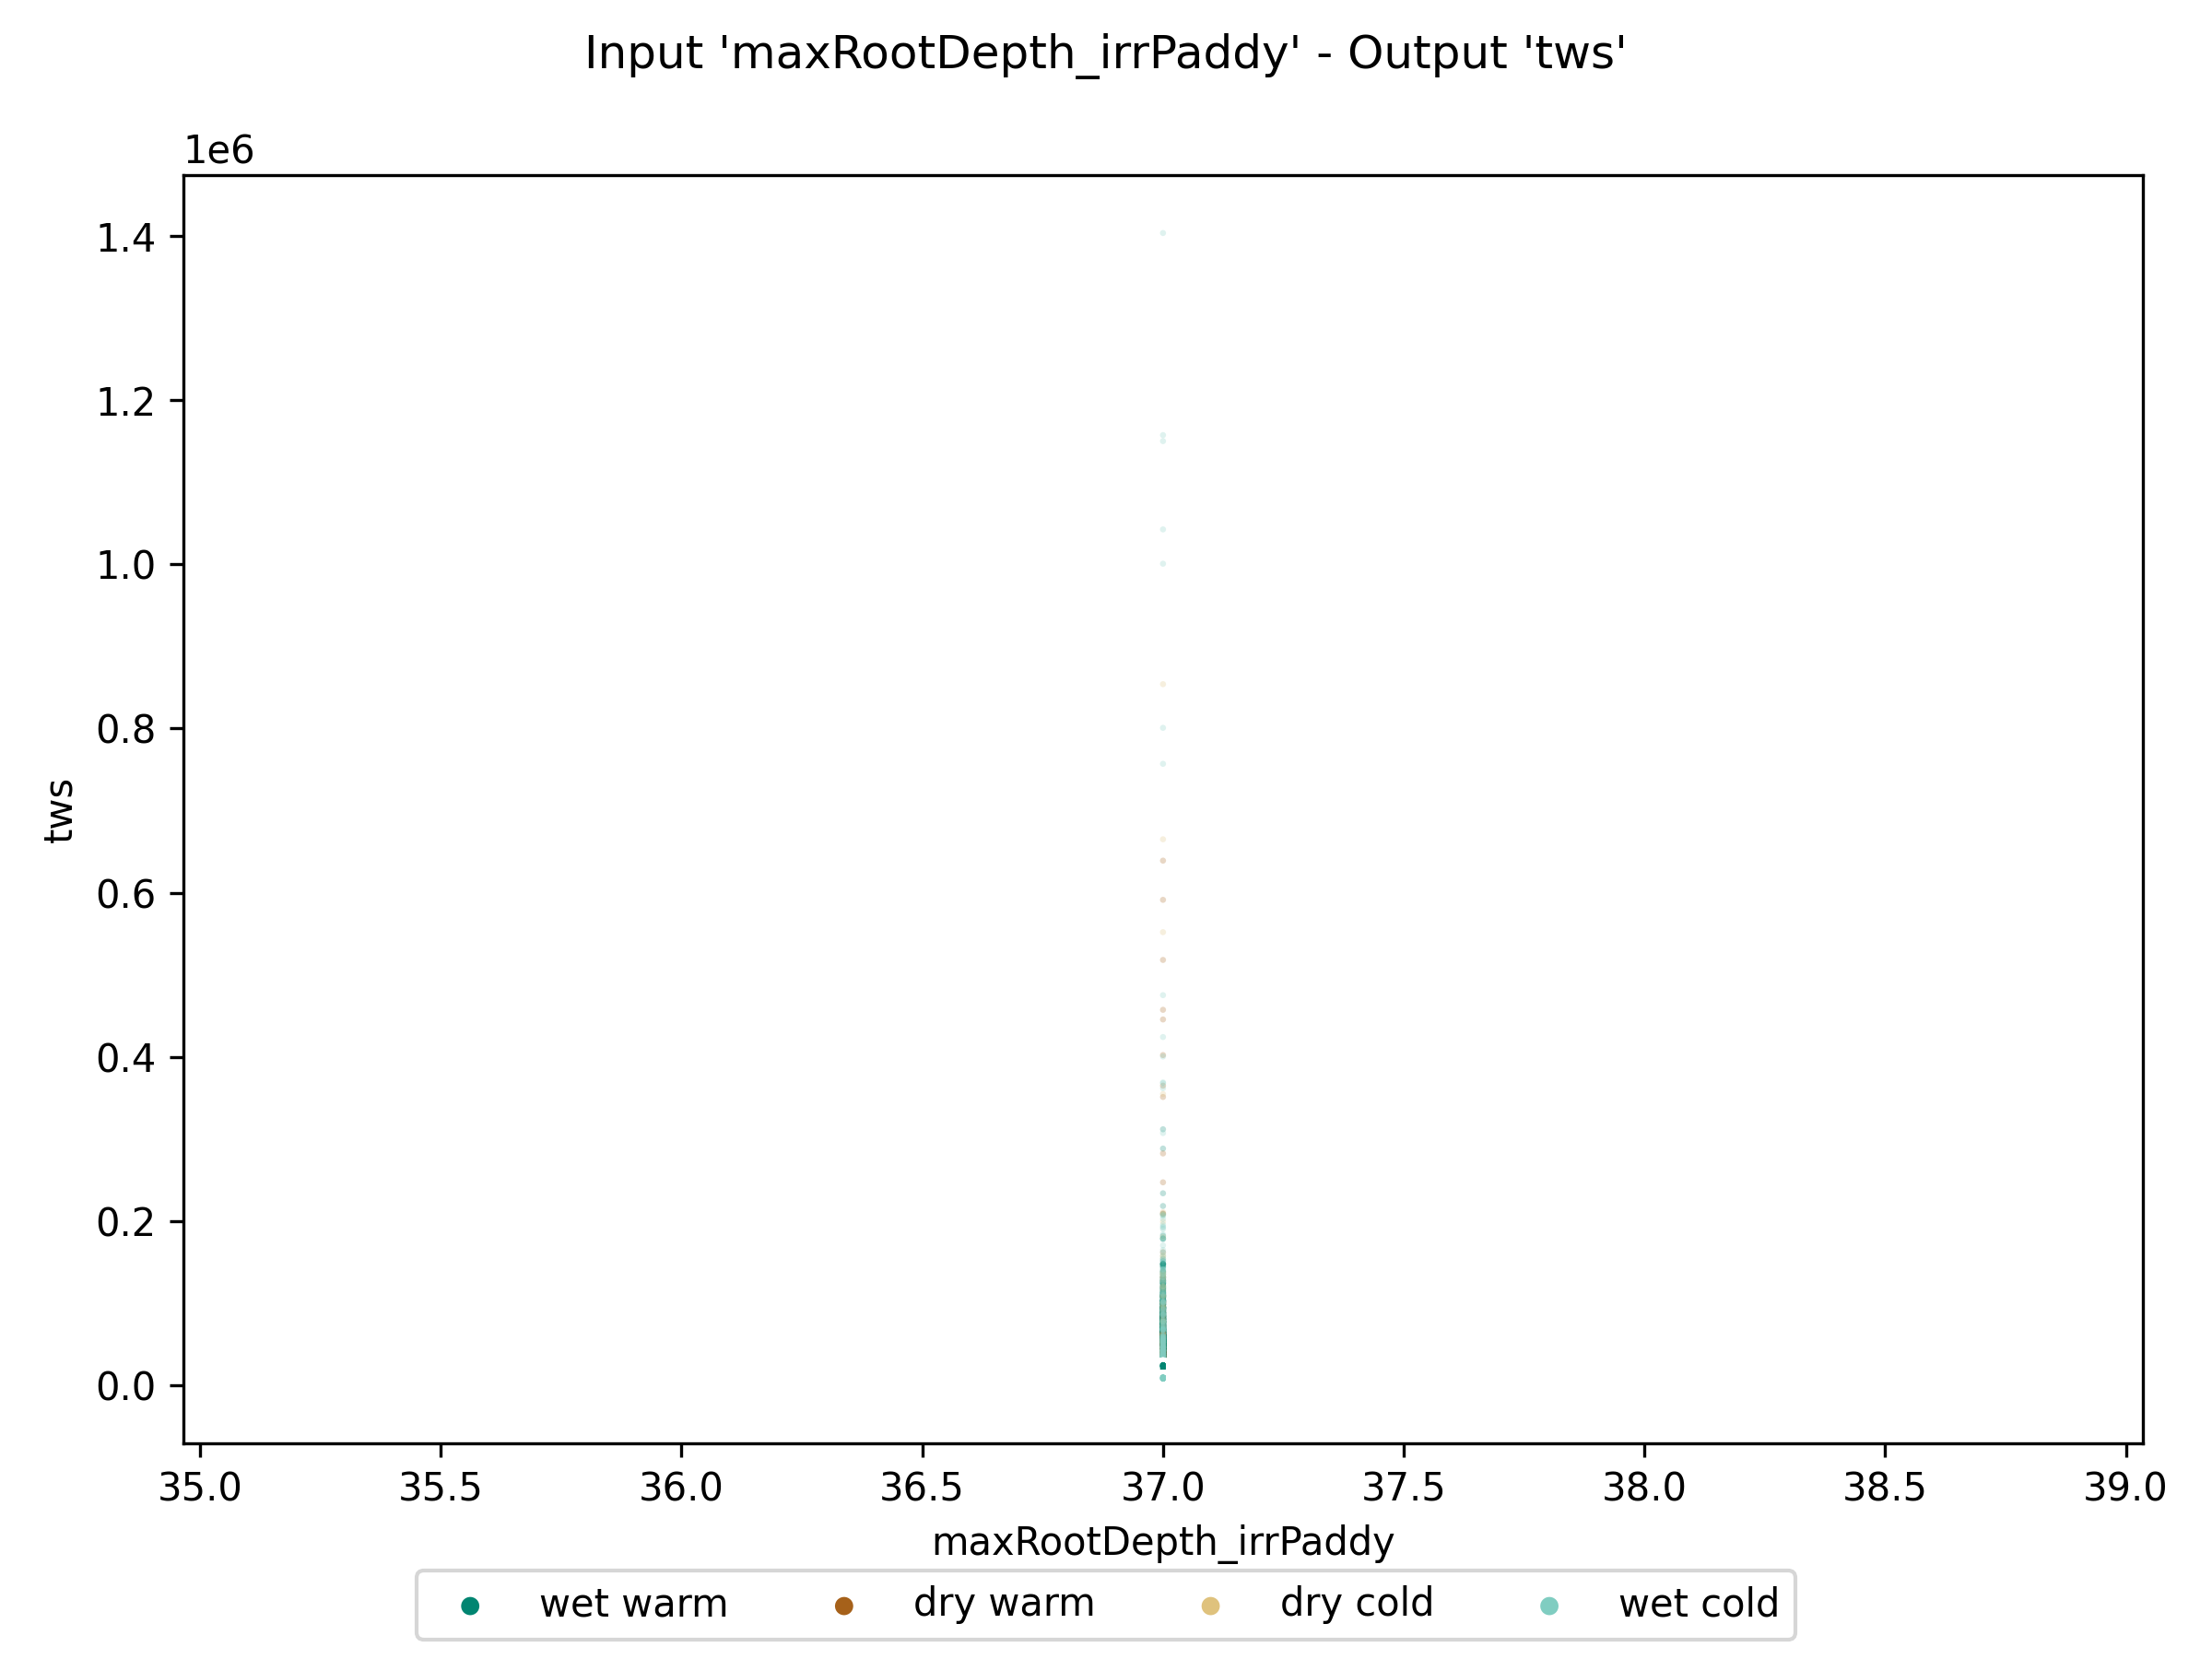 Input 'maxRootDepth_irrPaddy' - Output 'tws'
1e6
1.4
1.2
1.0
0.8
0.6
0.4
0.2
0.0
tws
35.0 35.5 36.0 36.5 37.0 37.5 38.0 38.5 39.0
maxRootDepth_irrPaddy
wet warm dry warm dry cold wet cold